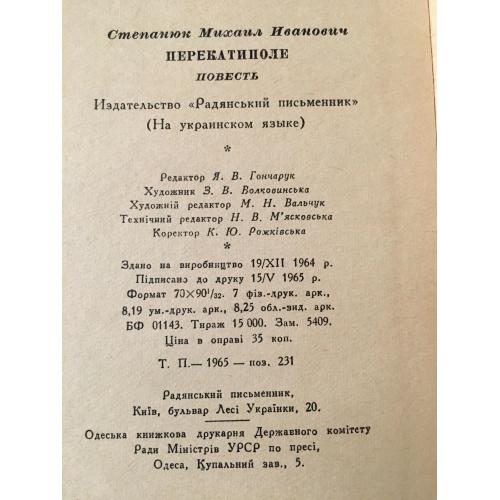 Степанюк Михаил Иванович
ПЕРЕКАТИПОЛЕ
ПОВЕСТЬ
Издательство «Радянський письменник»
(На украинском языке)
*
Редактор Я. В. Гончарук
Художник З. В. Волковинська
Художній редактор М. Н. Вальчук
Технічний редактор Н. В. М'ясковська
Коректор К. Ю. Рожківська
*
Здано на виробництво 19/XII 1964 р.
Підписано до друку 15/V 1965 р.
Формат 70×90¹/₃₂. 7 фіз.-друк. арк.,
8,19 ум.-друк. арк., 8,25 обл.-вид. арк.
БФ 01143. Тираж 15 000. Зам. 5409.
Ціна в оправі 35 коп.
Т. П.—1965—поз. 231
Радянський письменник,
Київ, бульвар Лесі Українки, 20.
Одеська книжкова друкарня Державного комітету
Ради Міністрів УРСР по пресі,
Одеса, Купальний зав., 5.